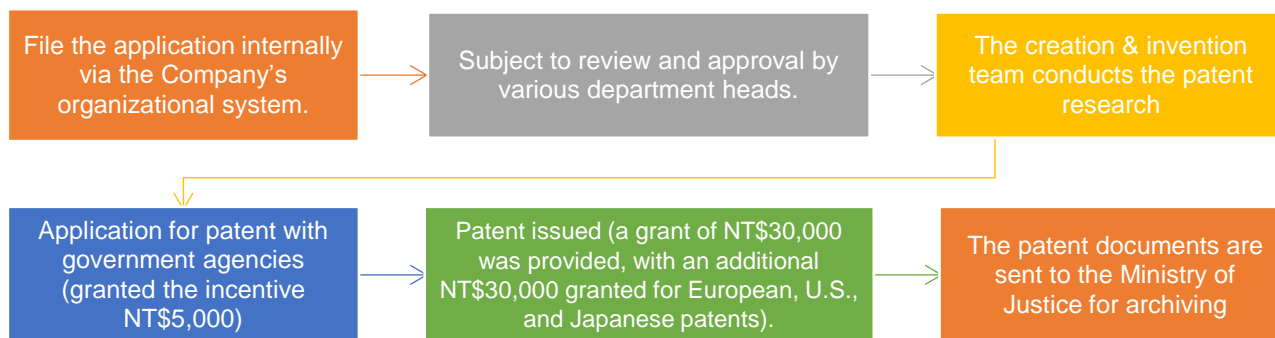 File the application internally
via the Company's
organizational system.
Subject to review and approval by
various department heads.
The creation & invention
team conducts the patent
research
Application for patent with
government agencies
(granted the incentive
NT$5,000)
Patent issued (a grant of NT$30,000
was provided, with an additional
NT$30,000 granted for European, U.S.,
and Japanese patents).
The patent documents are
sent to the Ministry of
Justice for archiving